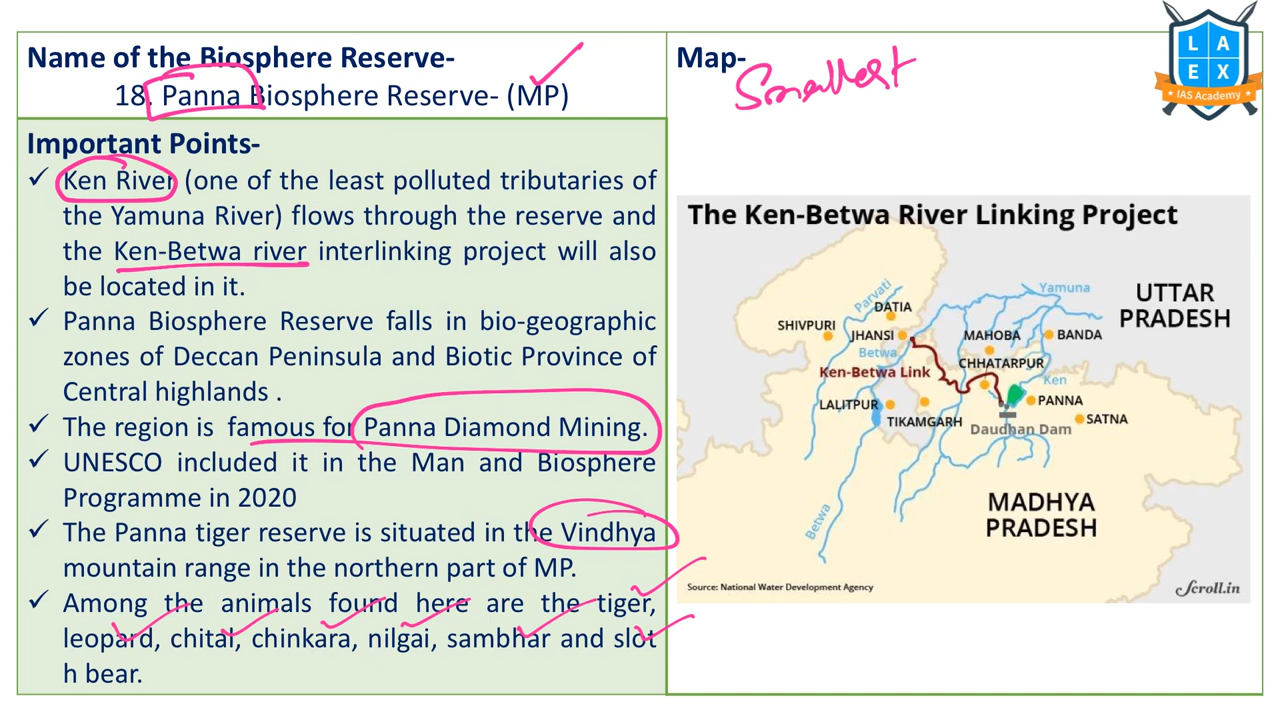 Name of the Biosphere Reserve-
18. Panna Biosphere Reserve- (MP)
Important Points-
✓ Ken River (one of the least polluted tributaries of
the Yamuna River) flows through the reserve and
the Ken-Betwa river interlinking project will also
be located in it.
✓ Panna Biosphere Reserve falls in bio-geographic
zones of Deccan Peninsula and Biotic Province of
Central highlands .
✓ The region is famous for Panna Diamond Mining.
✓ UNESCO included it in the Man and Biosphere
Programme in 2020
✓ The Panna tiger reserve is situated in the Vindhya
mountain range in the northern part of MP.
✓ Among the animals found here are the tiger,
leopard, chital, chinkara, nilgai, sambhar and slot
h bear.
Map-
Smallest
L A
E X
IAS Academy
The Ken-Betwa River Linking Project
Parvati
DATIA
Yamuna
UTTAR
PRADESH
SHIVPURI
JHANSI
MAHOBA
BANDA
Betwa
CHHATARPUR
Ken-Betwa Link
Ken
LALITPUR
PANNA
TIKAMGARH
SATNA
Daudhan Dam
Betwa
MADHYA
PRADESH
Source: National Water Development Agency
Scroll.in